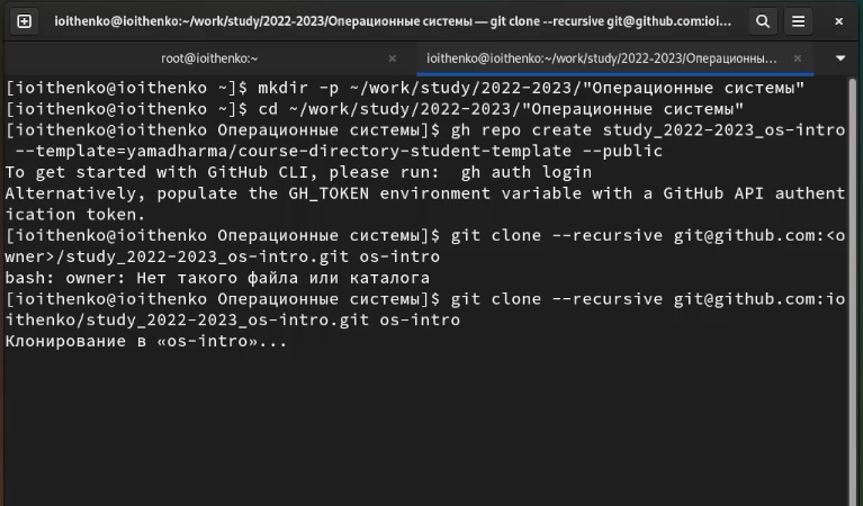 ioithenko@ioithenko:~/work/study/2022-2023/Операционные системы — git clone --recursive git@github.com:ioi...
root@ioithenko:~
ioithenko@ioithenko:~/work/study/2022-2023/Операционны...
[ioithenko@ioithenko ~]$ mkdir -p ~/work/study/2022-2023/"Операционные системы"
[ioithenko@ioithenko ~]$ cd ~/work/study/2022-2023/"Операционные системы"
[ioithenko@ioithenko Операционные системы]$ gh repo create study_2022-2023_os-intro
--template=yamadharma/course-directory-student-template --public
To get started with GitHub CLI, please run:  gh auth login
Alternatively, populate the GH_TOKEN environment variable with a GitHub API authent
ication token.
[ioithenko@ioithenko Операционные системы]$ git clone --recursive git@github.com:<o
wner>/study_2022-2023_os-intro.git os-intro
bash: owner: Нет такого файла или каталога
[ioithenko@ioithenko Операционные системы]$ git clone --recursive git@github.com:io
ithenko/study_2022-2023_os-intro.git os-intro
Клонирование в «os-intro»...